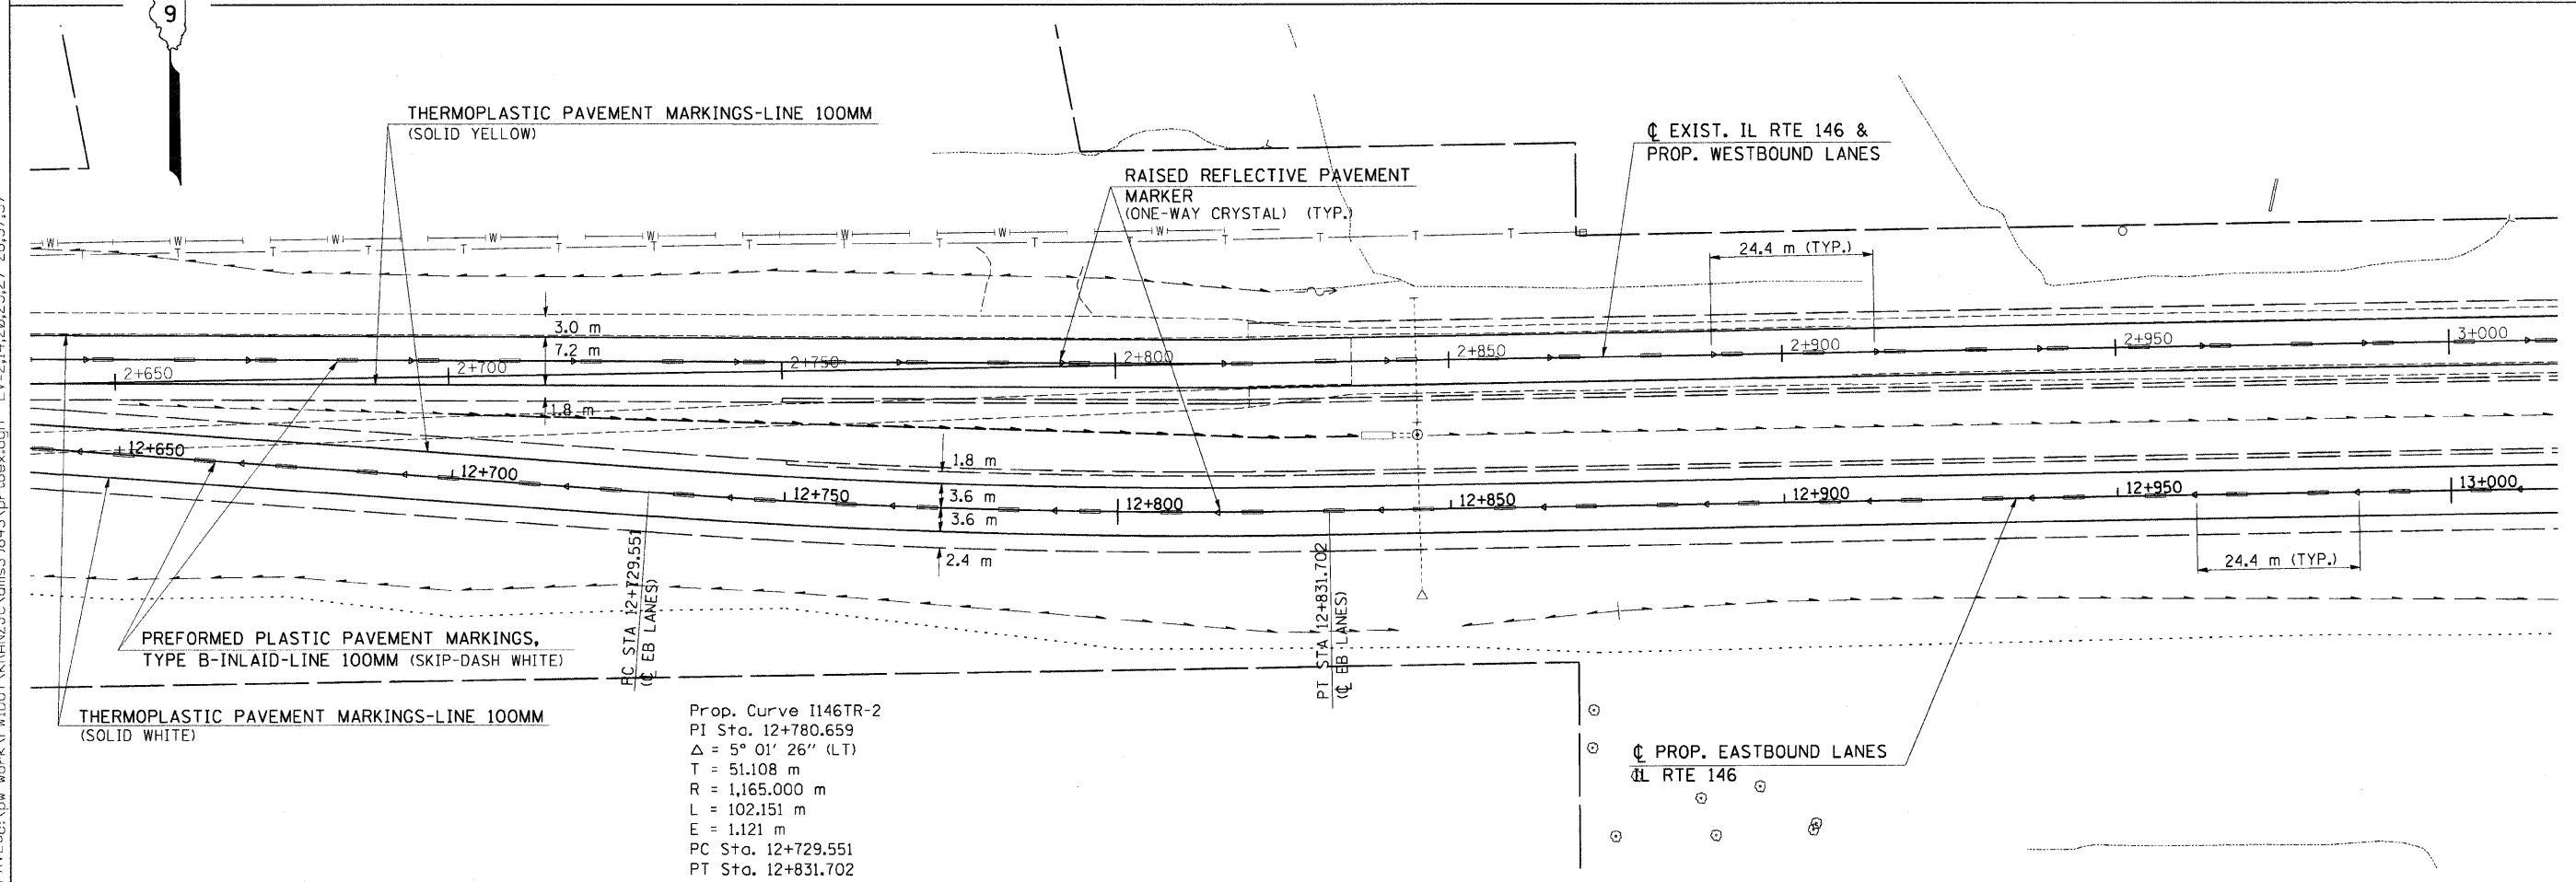 9
THERMOPLASTIC PAVEMENT MARKINGS-LINE 100MM
(SOLID YELLOW)
℄ EXIST. IL RTE 146 &
PROP. WESTBOUND LANES
RAISED REFLECTIVE PAVEMENT
MARKER
(ONE-WAY CRYSTAL) (TYP.)
W W W W W W W W
T T T T T T T T T T T T T T T T
24.4 m (TYP.)
3.0 m
7.2 m
2+650 2+700 2+750 2+800 2+850 2+900 2+950 3+000
1.8 m
1.8 m
12+650 12+700 12+750 12+800 12+850 12+900 12+950 13+000
3.6 m
3.6 m
2.4 m
24.4 m (TYP.)
PC STA 12+729.551
(℄ EB LANES)
PT STA 12+831.702
(℄ EB LANES)
PREFORMED PLASTIC PAVEMENT MARKINGS,
TYPE B-INLAID-LINE 100MM (SKIP-DASH WHITE)
THERMOPLASTIC PAVEMENT MARKINGS-LINE 100MM
(SOLID WHITE)
Prop. Curve I146TR-2
PI Sta. 12+780.659
Δ = 5° 01' 26" (LT)
T = 51.108 m
R = 1,165.000 m
L = 102.151 m
E = 1.121 m
PC Sta. 12+729.551
PT Sta. 12+831.702
℄ PROP. EASTBOUND LANES
IL RTE 146